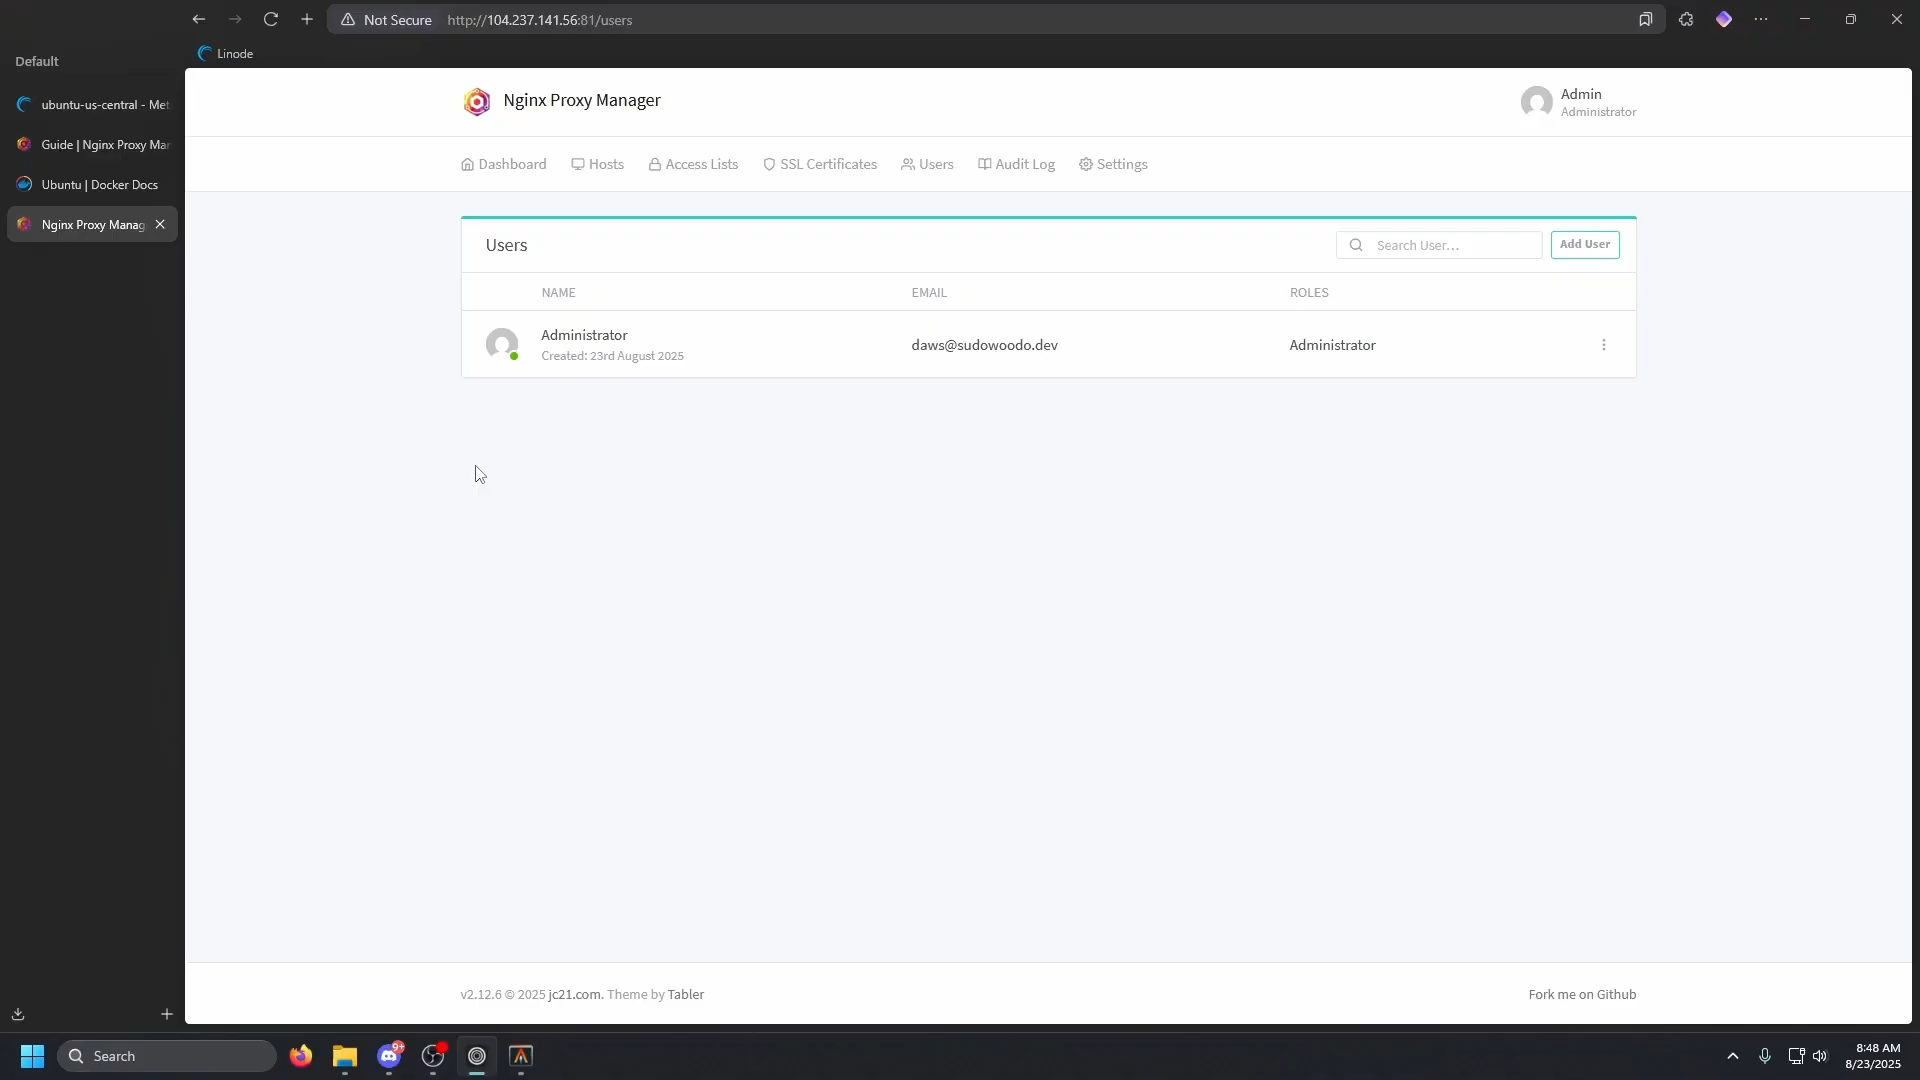 Not Secure http://104.237.141.56:81/users
Linode
Default
ubuntu-us-central - Met
Guide | Nginx Proxy Man
Ubuntu | Docker Docs
Nginx Proxy Manag
Nginx Proxy Manager
Admin
Administrator
Dashboard Hosts Access Lists SSL Certificates Users Audit Log Settings
Users
Search User...
Add User
NAME EMAIL ROLES
Administrator
Created: 23rd August 2025
daws@sudowoodo.dev
Administrator
v2.12.6 © 2025 jc21.com. Theme by Tabler
Fork me on Github
Search
9+
8:48 AM
8/23/2025